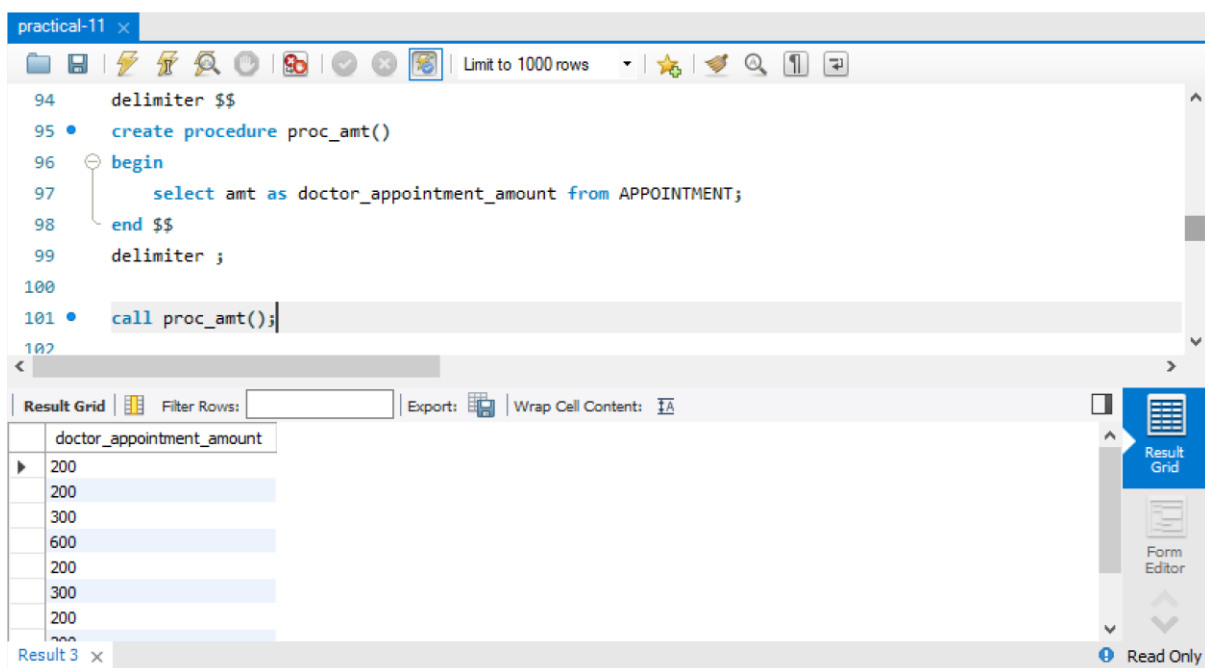 practical-11
Limit to 1000 rows
94 delimiter $$
95 create procedure proc_amt()
96 begin
97 select amt as doctor_appointment_amount from APPOINTMENT;
98 end $$
99 delimiter ;
100
101 call proc_amt();
102
Result Grid Filter Rows: Export: Wrap Cell Content: IA
doctor_appointment_amount
200
200
300
600
200
300
200
Result
Grid
Form
Editor
Result 3 Read Only